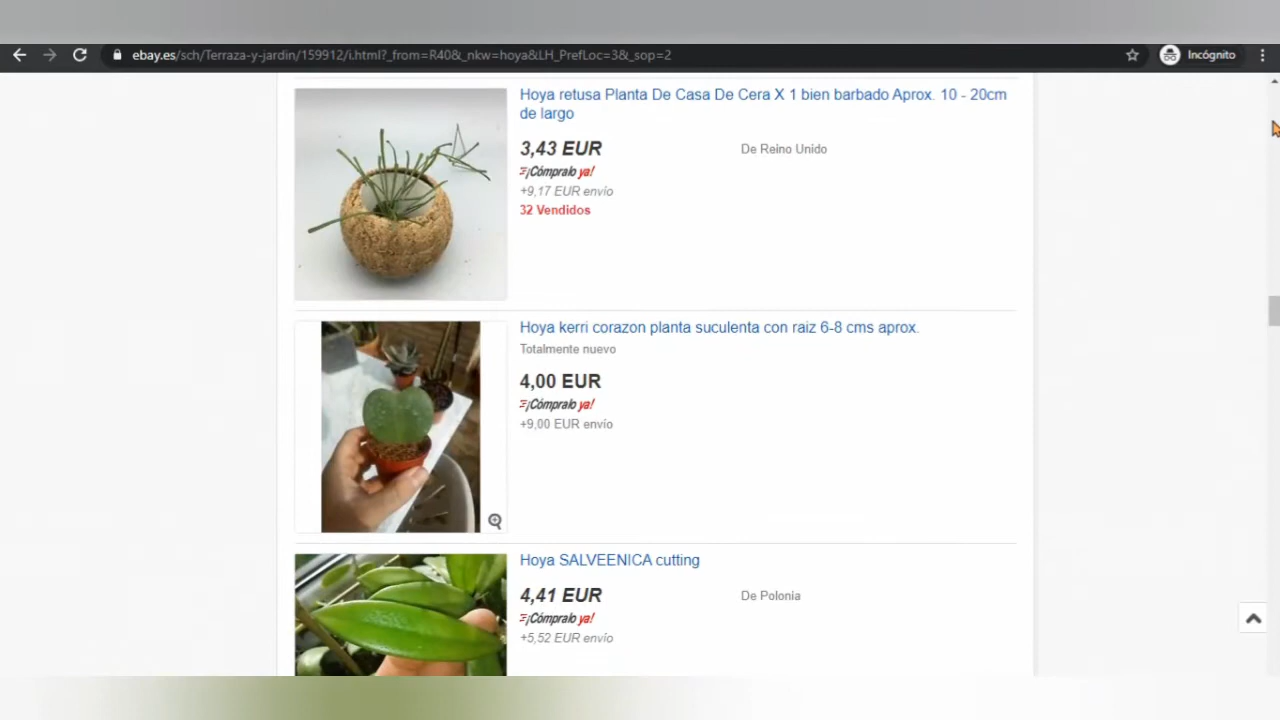 ebay.es/sch/Terraza-y-jardin/159912/i.html?_from=R40&_nkw=hoya&LH_PrefLoc=3&_sop=2
Incógnito
Hoya retusa Planta De Casa De Cera X 1 bien barbado Aprox. 10 - 20cm
de largo
3,43 EUR
De Reino Unido
¡Cómpralo ya!
+9,17 EUR envío
32 Vendidos
Hoya kerri corazon planta suculenta con raiz 6-8 cms aprox.
Totalmente nuevo
4,00 EUR
¡Cómpralo ya!
+9,00 EUR envío
Hoya SALVEENICA cutting
4,41 EUR
De Polonia
¡Cómpralo ya!
+5,52 EUR envío